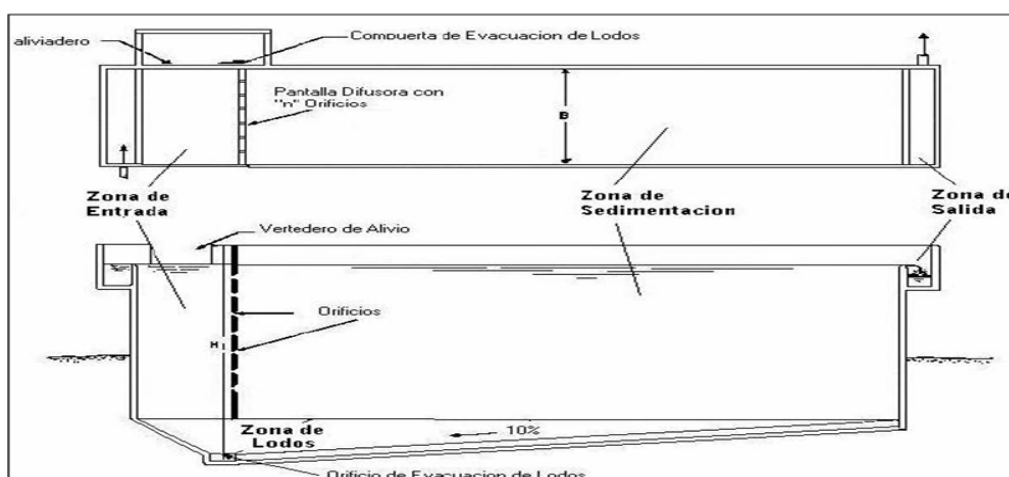 aliviadero
Compuerta de Evacuacion de Lodos
Pantalla Difusora con
"n" Orificios
B
Zona de
Entrada
Zona de
Sedimentacion
Zona de
Salida
Vertedero de Alivio
Orificios
H
Zona de
Lodos
10%
Orificio de Evacuacion de Lodos